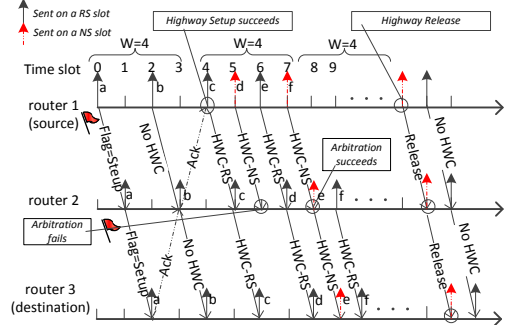 Sent on a RS slot
Sent on a NS slot
Highway Setup succeeds
Highway Release
W=4
W=4
W=4
Time slot
0 1 2 3 4 5 6 7 8 9
a b c d e f
router 1
(source)
. . .
Flag=Steup
No HWC
Ack
HWC-RS
HWC-NS
HWC-RS
HWC-NS
Release
No HWC
Arbitration
succeeds
a b c d e f
router 2
. . .
Arbitration
fails
Flag=Setup
No HWC
HWC-RS
HWC-RS
HWC-NS
HWC-RS
Release
No HWC
router 3
(destination)
a b c d e f
. . .